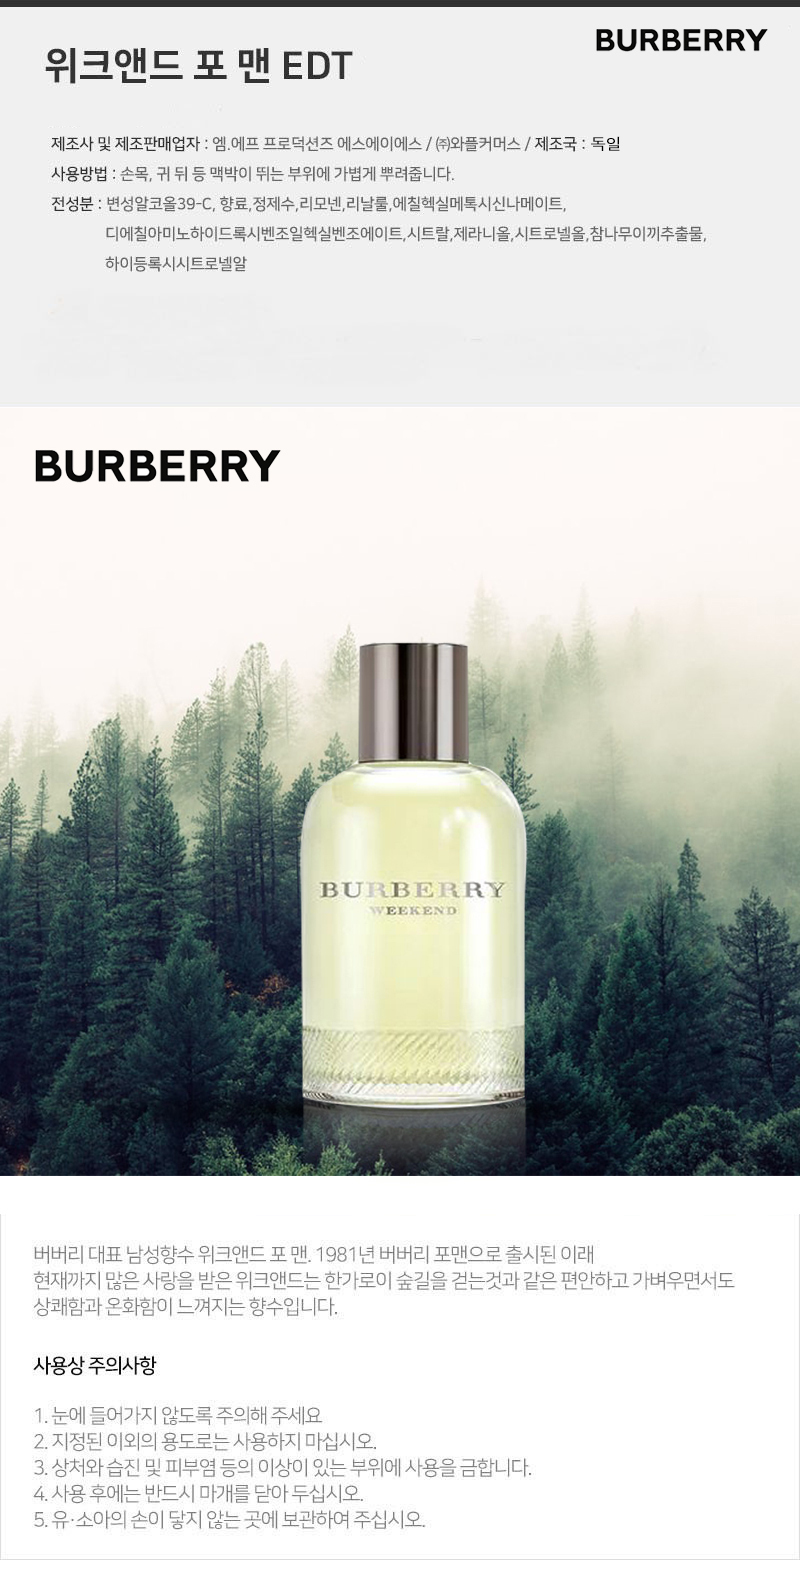 BURBERRY
위크앤드 포 맨 EDT
제조사 및 제조판매업자 : 엠.에프 프로덕션즈 에스에이에스 / ㈜와플커머스 / 제조국 : 독일
사용방법 : 손목, 귀 뒤 등 맥박이 뛰는 부위에 가볍게 뿌려줍니다.
전성분 : 변성알코올39-C, 향료,정제수,리모넨,리날룰,에칠헥실메톡시신나메이트,
디에칠아미노하이드록시벤조일헥실벤조에이트,시트랄,제라니올,시트로넬올,참나무이끼추출물,
하이등록시시트로넬알
BURBERRY
BURBERRY
WEEKEND
버버리 대표 남성향수 위크앤드 포 맨. 1981년 버버리 포맨으로 출시된 이래
현재까지 많은 사랑을 받은 위크앤드는 한가로이 숲길을 걷는것과 같은 편안하고 가벼우면서도
상쾌함과 온화함이 느껴지는 향수입니다.
사용상 주의사항
1. 눈에 들어가지 않도록 주의해 주세요
2. 지정된 이외의 용도로는 사용하지 마십시오.
3. 상처와 습진 및 피부염 등의 이상이 있는 부위에 사용을 금합니다.
4. 사용 후에는 반드시 마개를 닫아 두십시오.
5. 유·소아의 손이 닿지 않는 곳에 보관하여 주십시오.